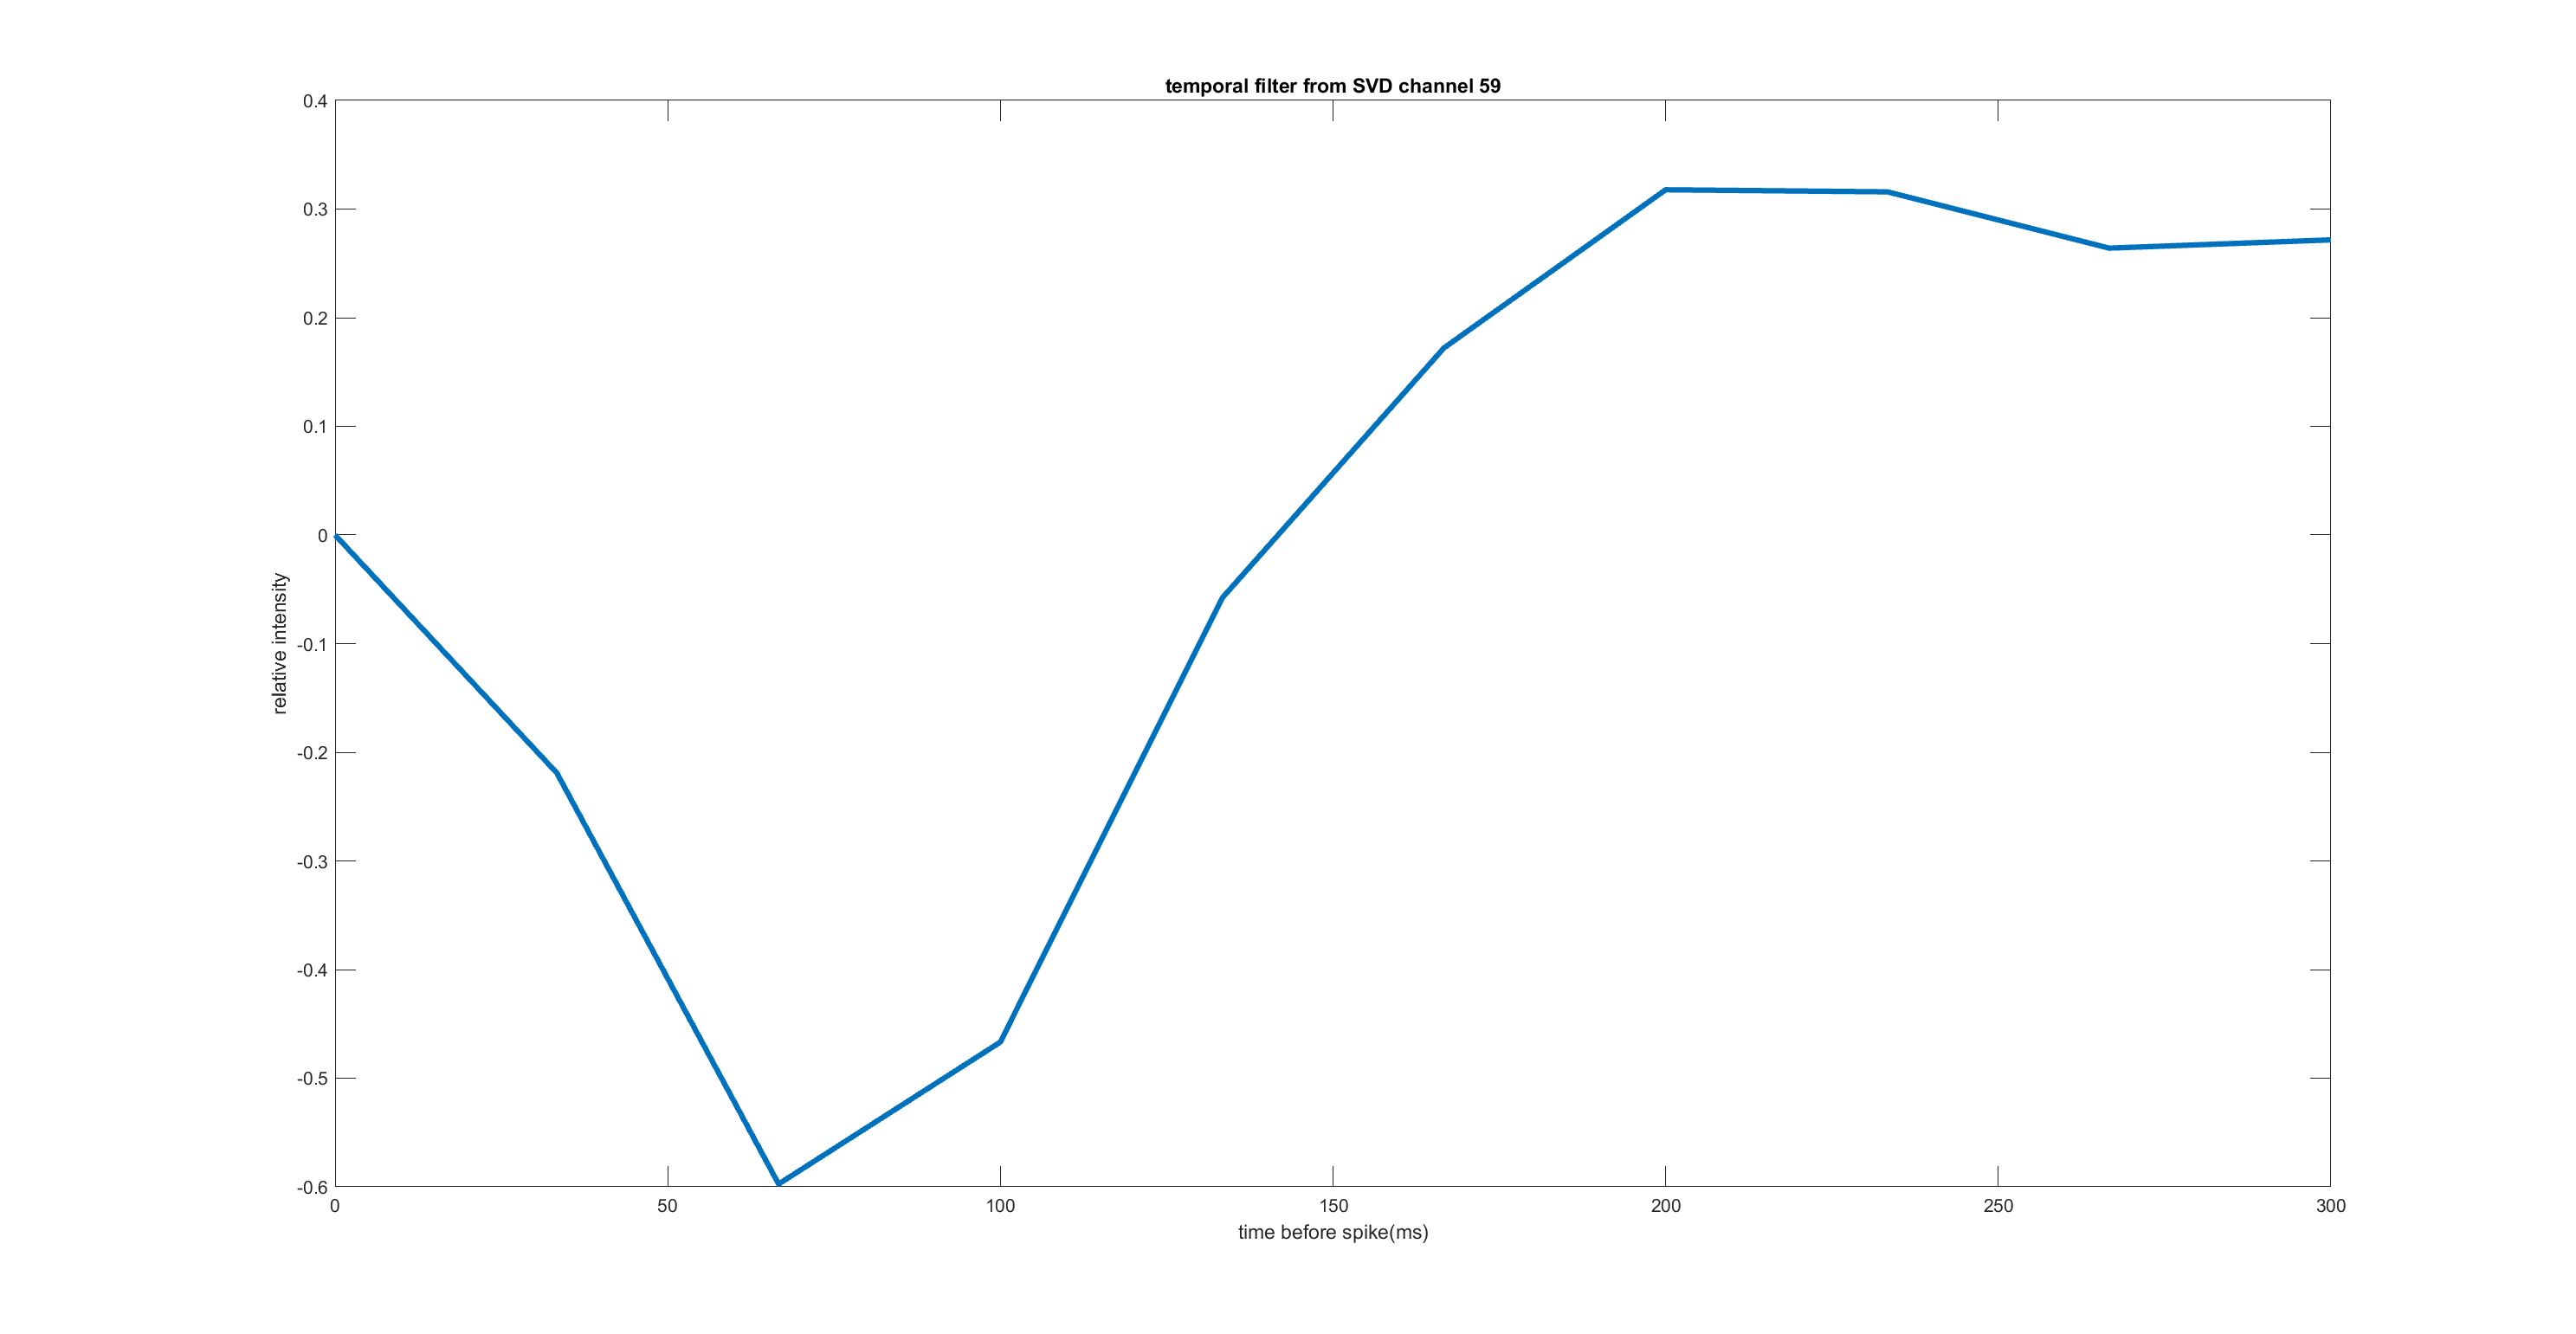 temporal filter from SVD channel 59
0.4
0.3
0.2
0.1
0
-0.1
-0.2
-0.3
-0.4
-0.5
-0.6
relative intensity
0 50 100 150 200 250 300
time before spike(ms)